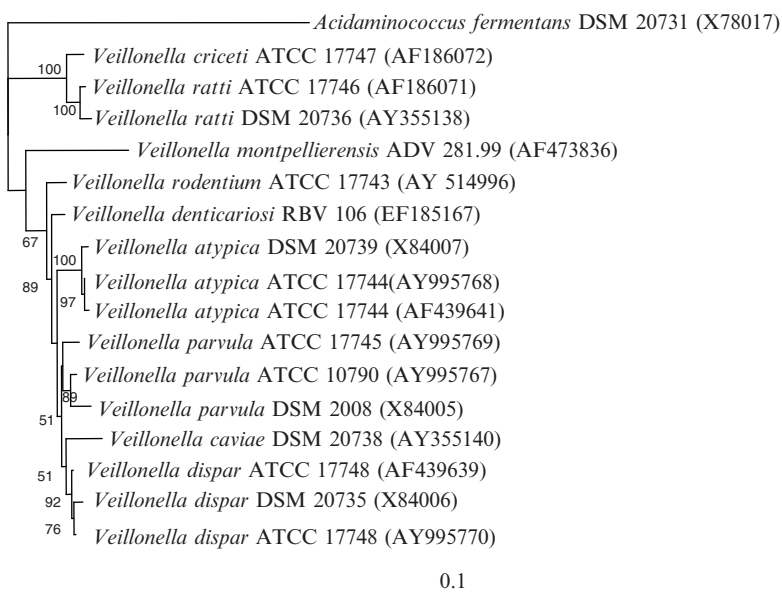 Acidaminococcus fermentans DSM 20731 (X78017)
Veillonella criceti ATCC 17747 (AF186072)
100
Veillonella ratti ATCC 17746 (AF186071)
100
Veillonella ratti DSM 20736 (AY355138)
Veillonella montpellierensis ADV 281.99 (AF473836)
Veillonella rodentium ATCC 17743 (AY 514996)
Veillonella denticariosi RBV 106 (EF185167)
67
Veillonella atypica DSM 20739 (X84007)
100
Veillonella atypica ATCC 17744(AY995768)
89
97
Veillonella atypica ATCC 17744 (AF439641)
Veillonella parvula ATCC 17745 (AY995769)
Veillonella parvula ATCC 10790 (AY995767)
89
Veillonella parvula DSM 2008 (X84005)
51
Veillonella caviae DSM 20738 (AY355140)
Veillonella dispar ATCC 17748 (AF439639)
51
Veillonella dispar DSM 20735 (X84006)
92
76
Veillonella dispar ATCC 17748 (AY995770)
0.1